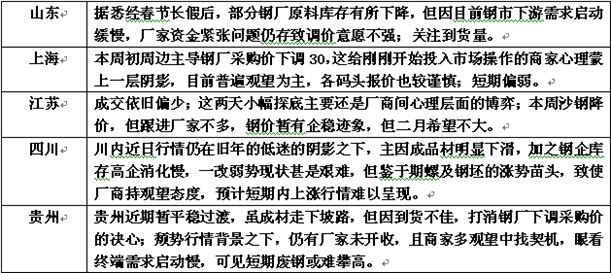 山东
据悉经春节长假后，部分钢厂原料库存有所下降，但因目前钢市下游需求启动
缓慢，厂家资金紧张问题仍存致调价意愿不强；关注到货量。
上海
本周初周边主导钢厂采购价下调30，这给刚刚开始投入市场操作的商家心理蒙
上一层阴影，目前普遍观望为主，各码头报价也较谨慎；短期偏弱。
江苏
成交依旧偏少；这两天小幅探底主要还是厂商间心理层面的博弈；本周沙钢降
价，但跟进厂家不多，钢价暂有企稳迹象，但二月希望不大。
四川
川内近日行情仍在旧年的低迷的阴影之下，主因成品材明显下滑，加之钢企库
存高企消化慢，一改弱势现状甚是艰难，但鉴于期螺及钢坯的涨势苗头，致使
厂商持观望态度，预计短期内上涨行情难以呈现。
贵州
贵州近期暂平稳过渡，虽成材走下坡路，但因到货不佳，打消钢厂下调采购价
的决心；颓势行情背景之下，仍有厂家未开收，且商家多观望中找契机，眼看
终端需求启动慢，可见短期废钢或难攀高。